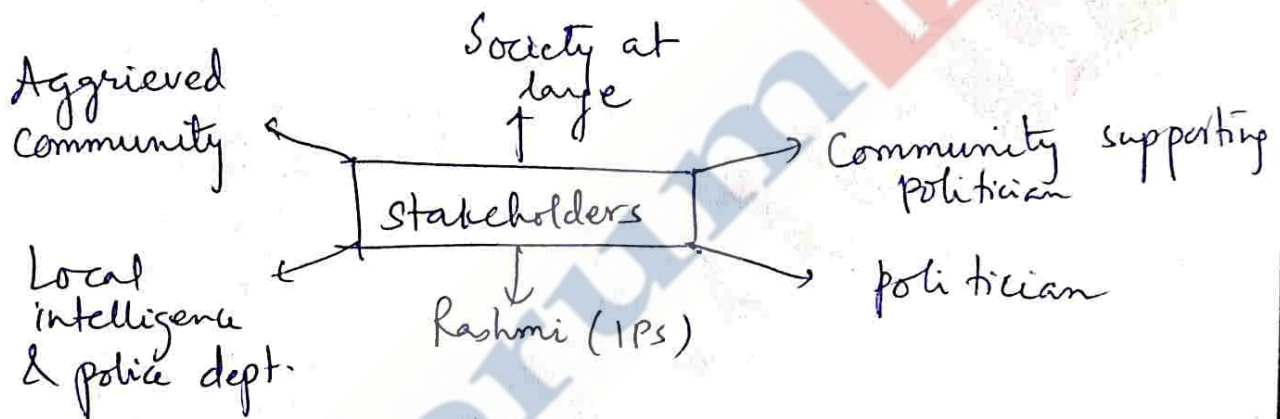 Society at
large
Aggrieved
community
Community supporting
politician
Stakeholders
Local
intelligence
& police dept.
Rashmi (IPS)
politician